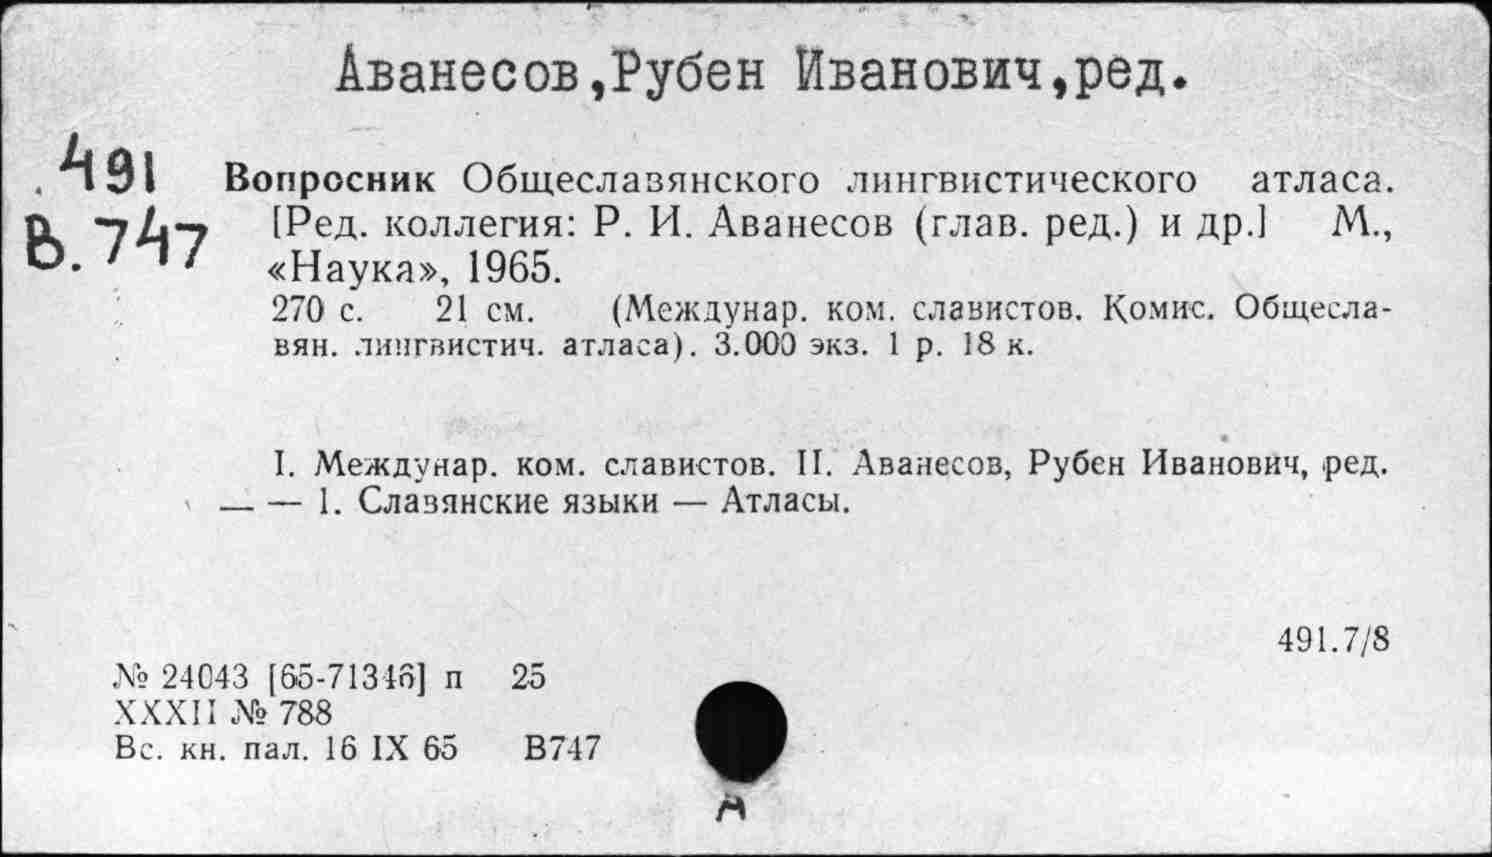 Аванесов,Рубен Иванович,ред.
491
В.747
Вопросник Общеславянского лингвистического атласа.
[Ред. коллегия: Р. И. Аванесов (глав. ред.) и др.] М.,
«Наука», 1965.
270 с. 21 см. (Междунар. ком. славистов. Комис. Общесла-
вян. лингвистич. атласа). 3.000 экз. 1 р. 18 к.
I. Междунар. ком. славистов. II. Аванесов, Рубен Иванович, ред.
— — 1. Славянские языки — Атласы.
491.7/8
№ 24043 [65-71346] п 25
XXXII № 788
Вс. кн. пал. 16 IX 65 В747